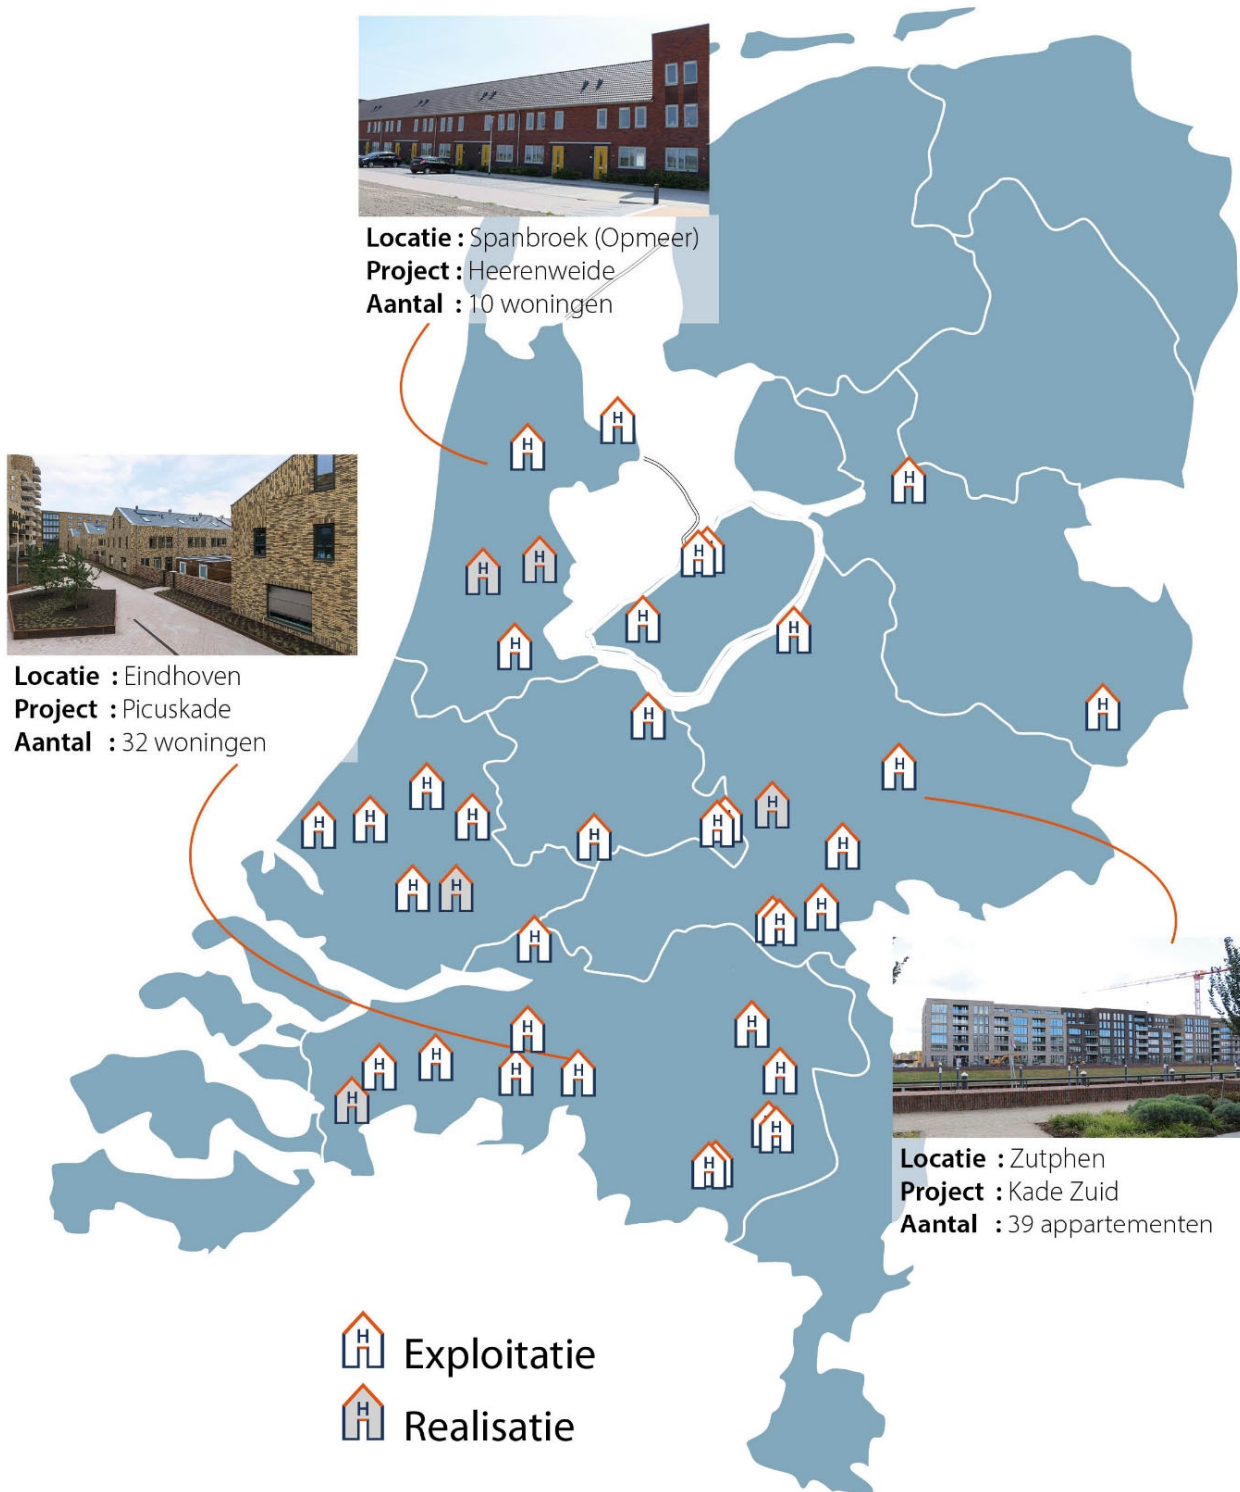 Locatie : Spanbroek (Opmeer)
Project : Heerenweide
Aantal : 10 woningen
Locatie : Eindhoven
Project : Picuskade
Aantal : 32 woningen
Locatie : Zutphen
Project : Kade Zuid
Aantal : 39 appartementen
H Exploitatie
H Realisatie